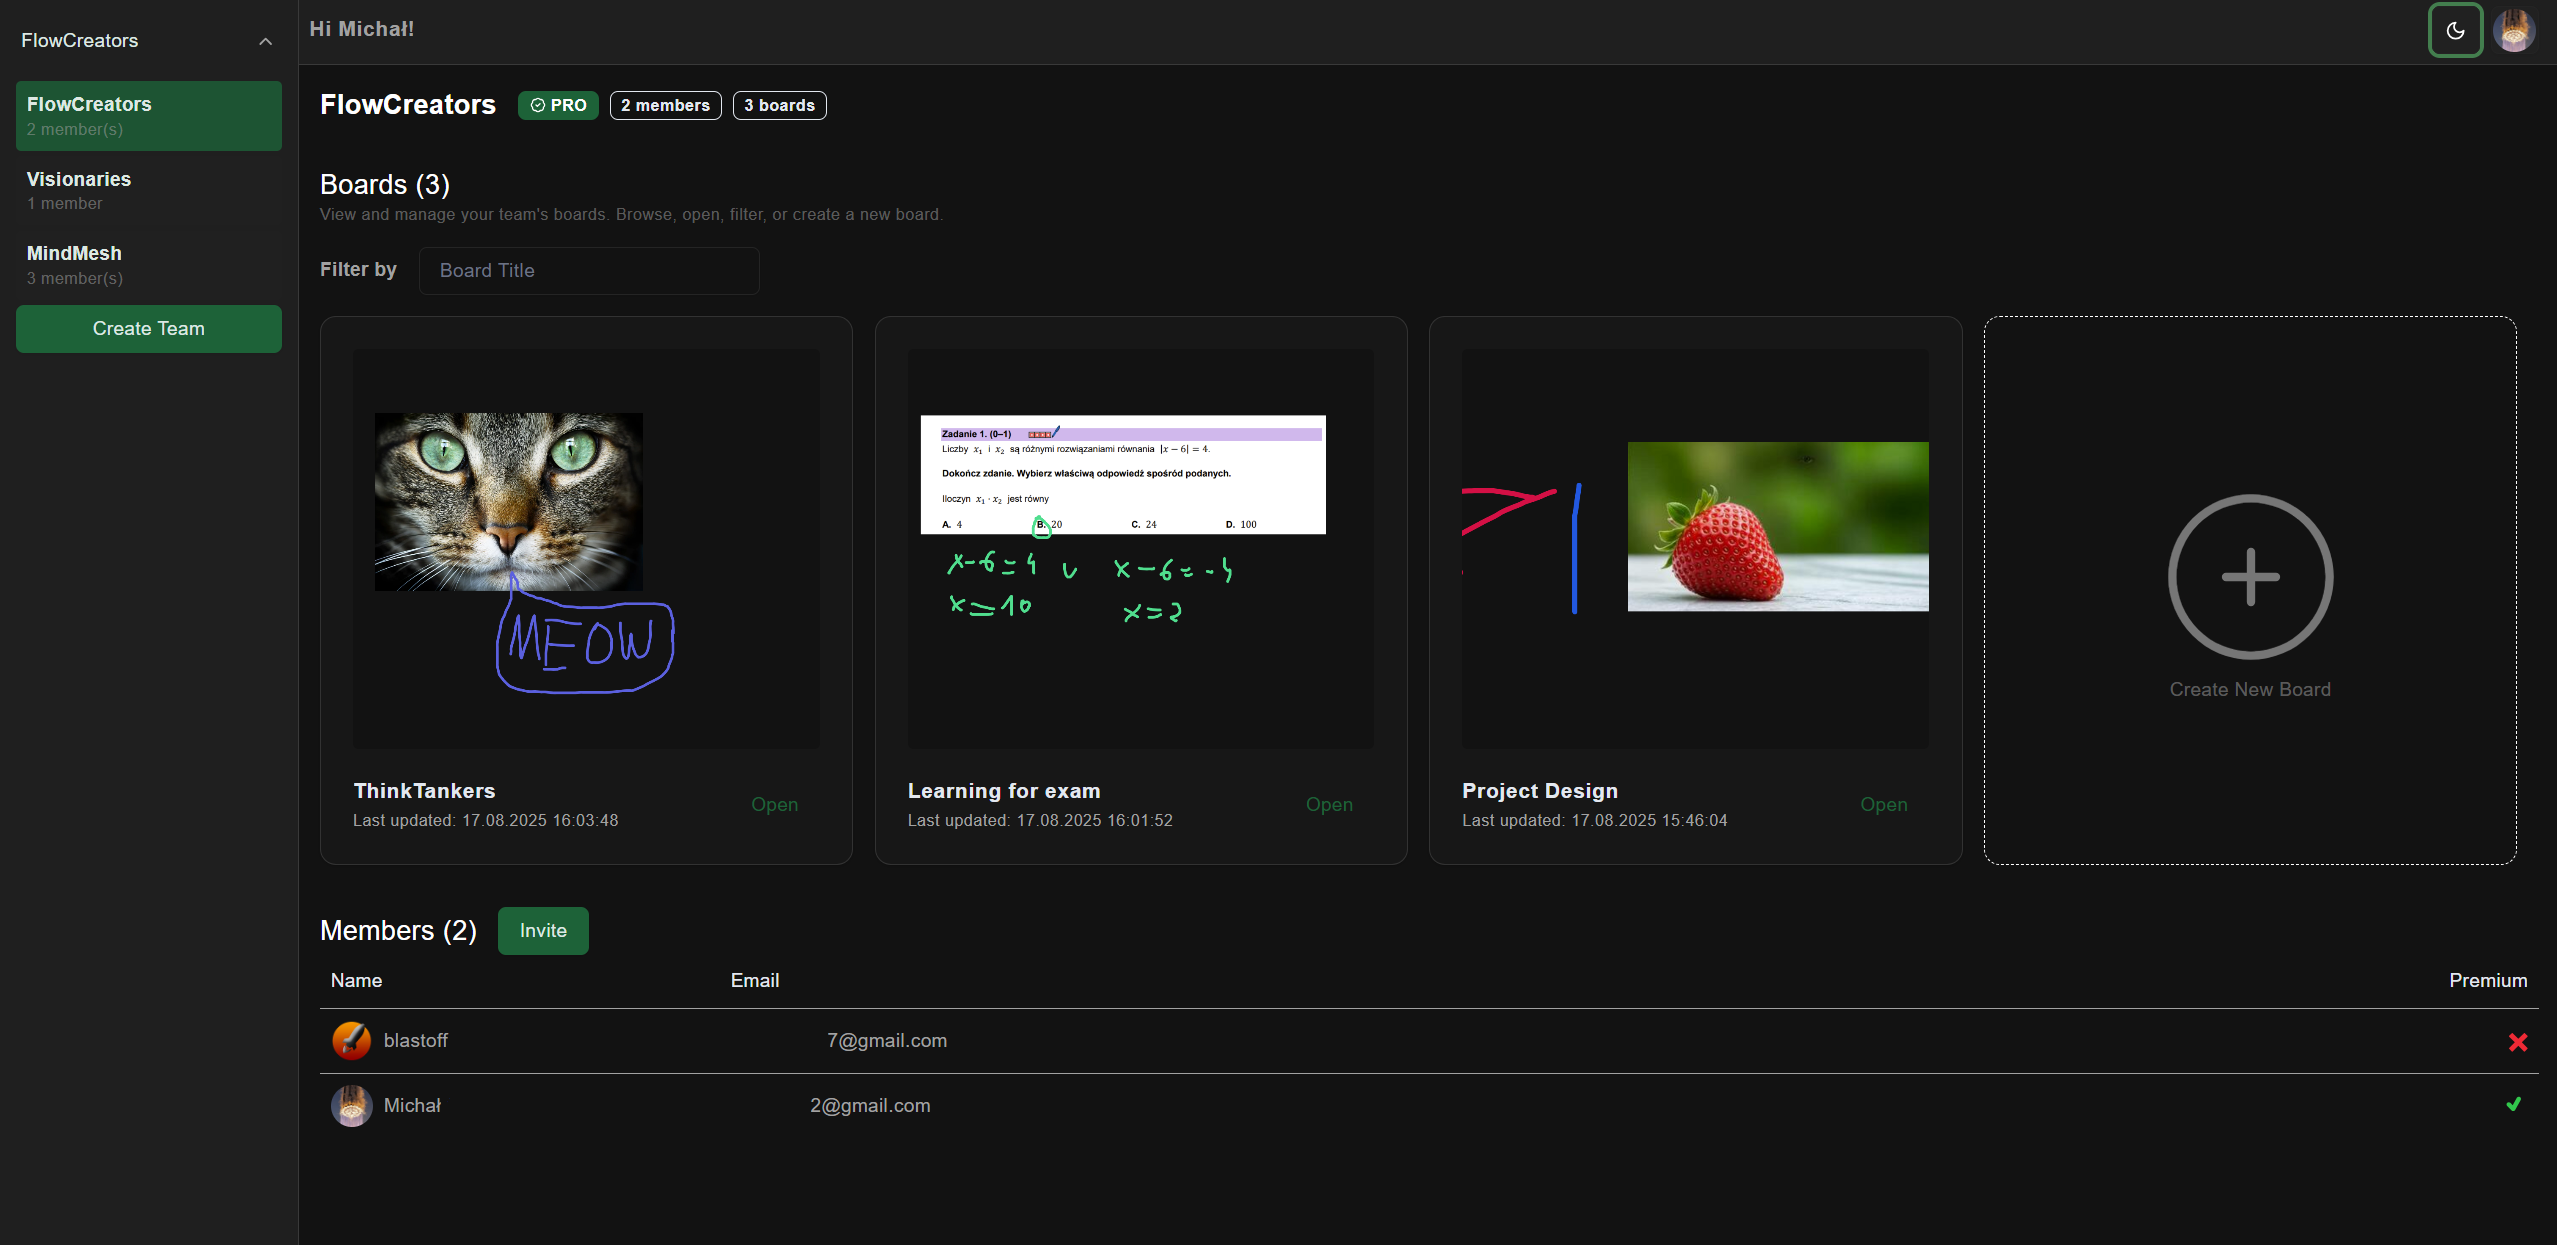 FlowCreators
FlowCreators
2 member(s)
Visionaries
1 member
MindMesh
3 member(s)
Create Team
Hi Michał!
FlowCreators PRO 2 members 3 boards
Boards (3)
View and manage your team's boards. Browse, open, filter, or create a new board.
Filter by Board Title
MEOW
ThinkTankers
Last updated: 17.08.2025 16:03:48
Open
Zadanie 1. (0–1)
Liczby x₁ i x₂ są różnymi rozwiązaniami równania |x − 6| = 4.
Dokończ zdanie. Wybierz właściwą odpowiedź spośród podanych.
Iloczyn x₁ · x₂ jest równy
A. 4 B. 20 C. 24 D. 100
x-6=4 v x-6=-4
x=10 x=2
Learning for exam
Last updated: 17.08.2025 16:01:52
Open
Project Design
Last updated: 17.08.2025 15:46:04
Open
Create New Board
Members (2) Invite
Name Email Premium
blastoff 7@gmail.com
Michał 2@gmail.com